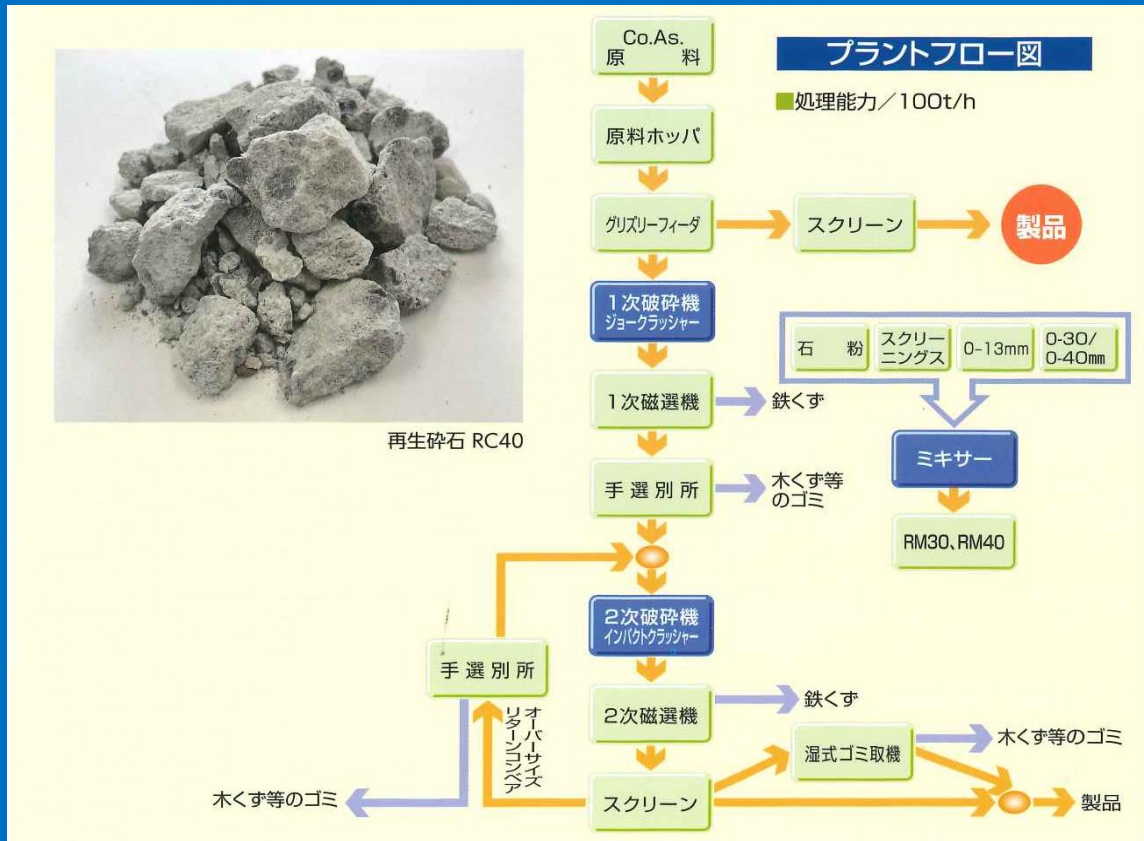 プラントフロー図
■処理能力／100t/h
Co.As.
原　料
原料ホッパ
グリズリーフィーダ
スクリーン
製品
1次破砕機
ジョークラッシャー
1次磁選機
鉄くず
手選別所
木くず等
のゴミ
石　粉
スクリー
ニングス
0-13mm
0-30/
0-40㎜
ミキサー
RM30、RM40
再生砕石 RC40
2次破砕機
インパクトクラッシャー
手選別所
2次磁選機
鉄くず
オーバーサイズ
リターンコンベア
湿式ゴミ取機
木くず等のゴミ
木くず等のゴミ
スクリーン
製品